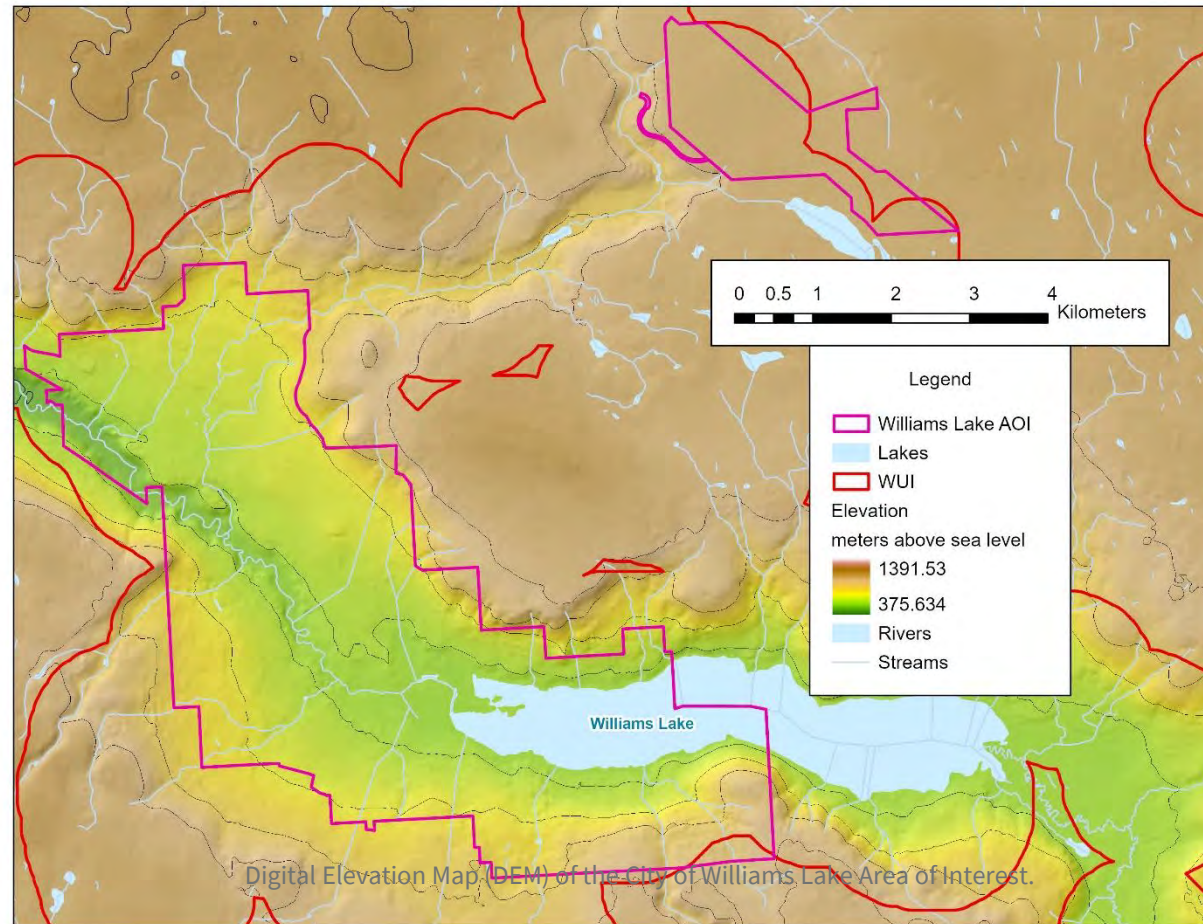 0 0.5 1 2 3 4
Kilometers
Legend
Williams Lake AOI
Lakes
WUI
Elevation
meters above sea level
1391.53
375.634
Rivers
Streams
Williams Lake
Digital Elevation Map (DEM) of the City of Williams Lake Area of Interest.